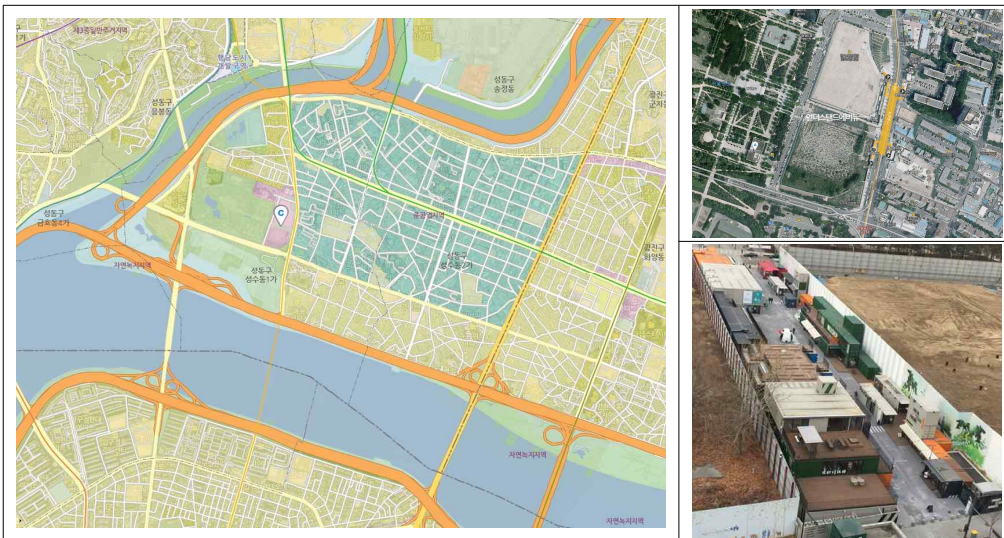 제3종일반주거지역
성동구
응봉동
성동구
송정동
성동구
금호동4가
자연녹지지역
성동구
성수동1가
준공업지역
성동구
성수동2가
광진구
화양동
자연녹지지역
자연녹지지역
C
언더스탠드에비뉴